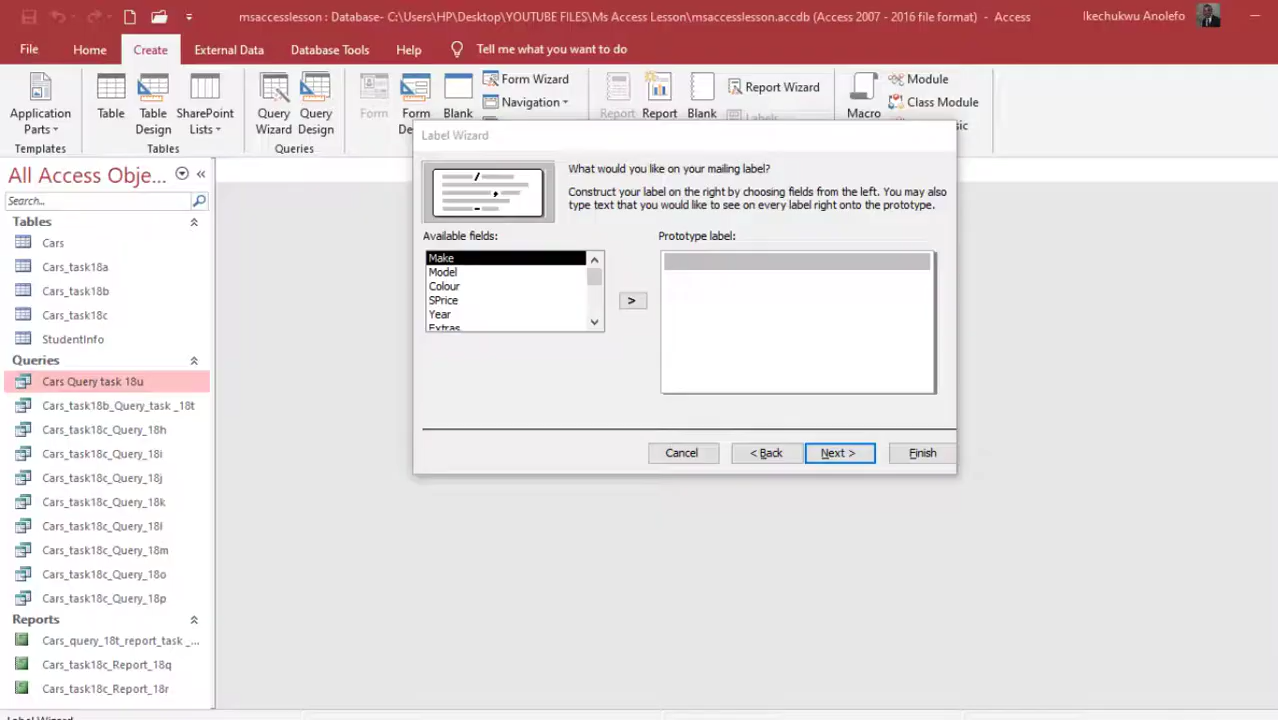 msaccesslesson : Database- C:\Users\HP\Desktop\YOUTUBE FILES\Ms Access Lesson\msaccesslesson.accdb (Access 2007 - 2016 file format) - Access
Ikechukwu Anolefo
File Home Create External Data Database Tools Help Tell me what you want to do
Application Parts
Templates
Table
Table Design
SharePoint Lists
Tables
Query Wizard
Query Design
Queries
Form
Form
Blank
Form Wizard
Navigation
Report
Report
Blank
Report Wizard
Labels
Macro
Module
Class Module
All Access Obje...
Search...
Tables
Cars
Cars_task18a
Cars_task18b
Cars_task18c
StudentInfo
Queries
Cars Query task 18u
Cars_task18b_Query_task _18t
Cars_task18c_Query_18h
Cars_task18c_Query_18i
Cars_task18c_Query_18j
Cars_task18c_Query_18k
Cars_task18c_Query_18l
Cars_task18c_Query_18m
Cars_task18c_Query_18o
Cars_task18c_Query_18p
Reports
Cars_query_18t_report_task _...
Cars_task18c_Report_18q
Cars_task18c_Report_18r
Label Wizard
Label Wizard
What would you like on your mailing label?
Construct your label on the right by choosing fields from the left. You may also
type text that you would like to see on every label right onto the prototype.
Available fields:
Make
Model
Colour
SPrice
Year
Extras
>
Prototype label:
Cancel < Back Next > Finish